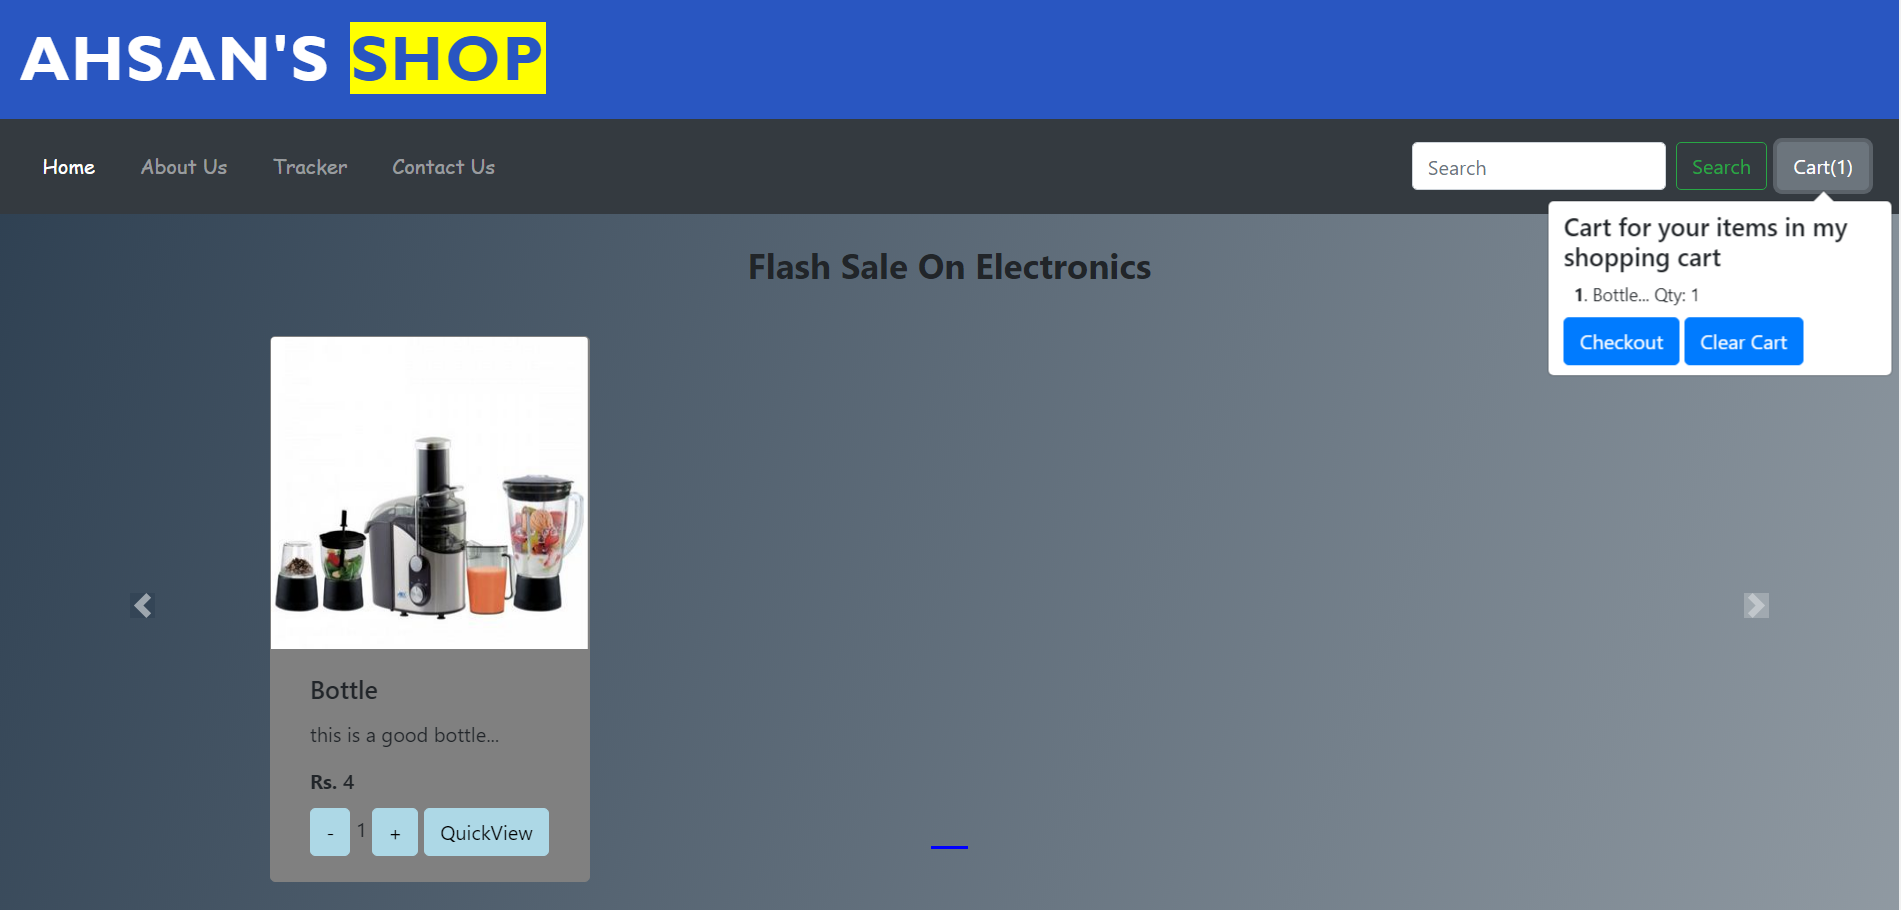 AHSAN'S SHOP
Home About Us Tracker Contact Us Search Search Cart(1)
Cart for your items in my
shopping cart
1. Bottle... Qty: 1
Checkout Clear Cart
Flash Sale On Electronics
Bottle
this is a good bottle...
Rs. 4
- 1 + QuickView